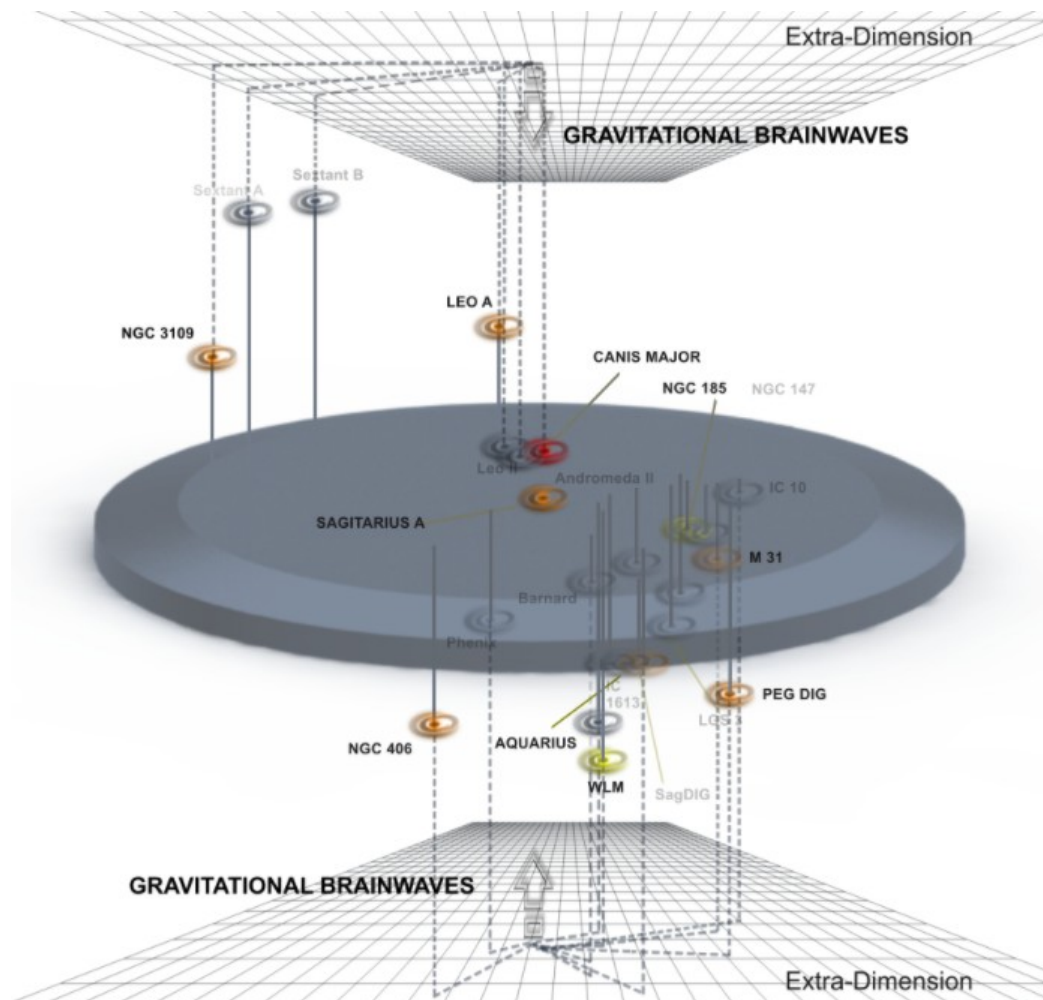 Extra-Dimension
GRAVITATIONAL BRAINWAVES
Sextant B
Sextant A
LEO A
NGC 3109
CANIS MAJOR
NGC 185
NGC 147
Leo II
Andromeda II
IC 10
SAGITARIUS A
M 31
Barnard
Phenix
IC
1613
PEG DIG
LGS 3
NGC 406
AQUARIUS
WLM
SagDIG
GRAVITATIONAL BRAINWAVES
Extra-Dimension